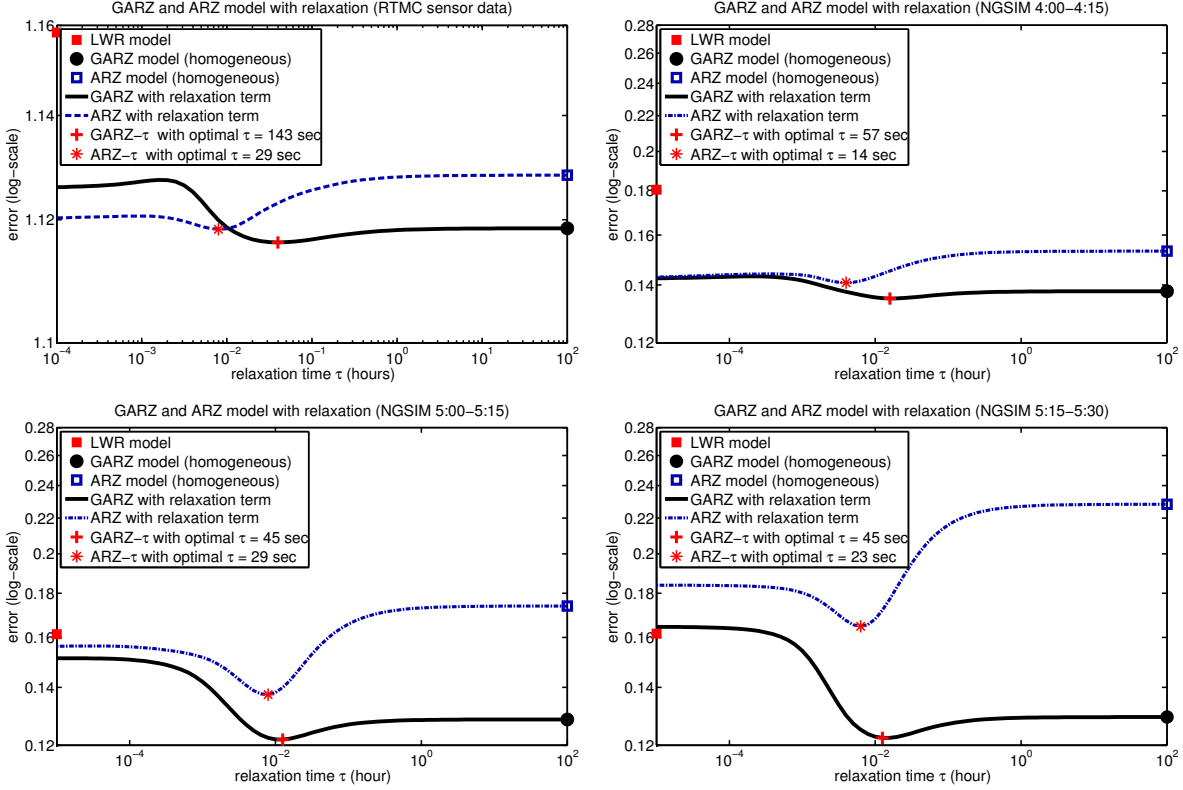 GARZ and ARZ model with relaxation (RTMC sensor data)
1.16
1.14
1.12
1.1
error (log−scale)
LWR model
GARZ model (homogeneous)
ARZ model (homogeneous)
GARZ with relaxation term
ARZ with relaxation term
GARZ−τ with optimal τ = 143 sec
ARZ−τ with optimal τ = 29 sec
10^−4 10^−3 10^−2 10^−1 10^0 10^1 10^2
relaxation time τ (hours)
GARZ and ARZ model with relaxation (NGSIM 4:00−4:15)
0.28
0.26
0.24
0.22
0.2
0.18
0.16
0.14
0.12
error (log−scale)
LWR model
GARZ model (homogeneous)
ARZ model (homogeneous)
GARZ with relaxation term
ARZ with relaxation term
GARZ−τ with optimal τ = 57 sec
ARZ−τ with optimal τ = 14 sec
10^−4 10^−2 10^0 10^2
relaxation time τ (hour)
GARZ and ARZ model with relaxation (NGSIM 5:00−5:15)
0.28
0.26
0.24
0.22
0.2
0.18
0.16
0.14
0.12
error (log−scale)
LWR model
GARZ model (homogeneous)
ARZ model (homogeneous)
GARZ with relaxation term
ARZ with relaxation term
GARZ−τ with optimal τ = 45 sec
ARZ−τ with optimal τ = 29 sec
10^−4 10^−2 10^0 10^2
relaxation time τ (hour)
GARZ and ARZ model with relaxation (NGSIM 5:15−5:30)
0.28
0.26
0.24
0.22
0.2
0.18
0.16
0.14
0.12
error (log−scale)
LWR model
GARZ model (homogeneous)
ARZ model (homogeneous)
GARZ with relaxation term
ARZ with relaxation term
GARZ−τ with optimal τ = 45 sec
ARZ−τ with optimal τ = 23 sec
10^−4 10^−2 10^0 10^2
relaxation time τ (hour)